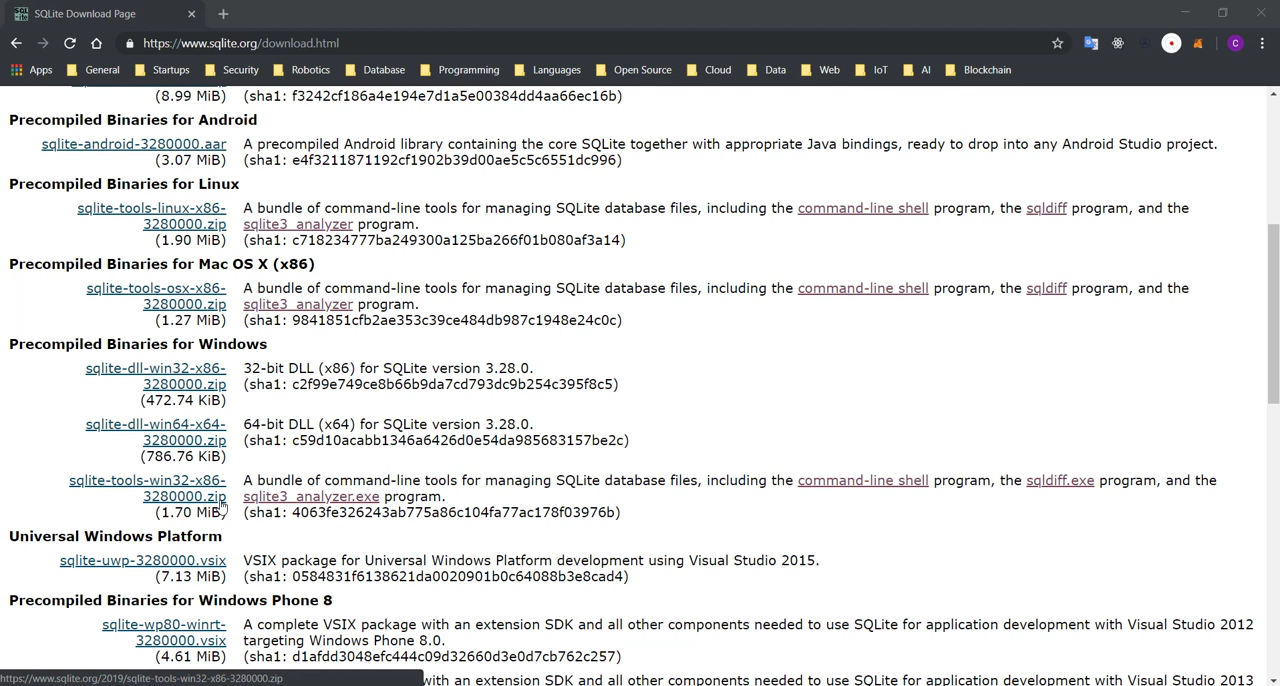 SQLite Download Page
https://www.sqlite.org/download.html
C
Apps General Startups Security Robotics Database Programming Languages Open Source Cloud Data Web IoT AI Blockchain
(8.99 MiB) (sha1: f3242cf186a4e194e7d1a5e00384dd4aa66ec16b)
Precompiled Binaries for Android
sqlite-android-3280000.aar A precompiled Android library containing the core SQLite together with appropriate Java bindings, ready to drop into any Android Studio project.
(3.07 MiB) (sha1: e4f3211871192cf1902b39d00ae5c5c6551dc996)
Precompiled Binaries for Linux
sqlite-tools-linux-x86- A bundle of command-line tools for managing SQLite database files, including the command-line shell program, the sqldiff program, and the
3280000.zip sqlite3_analyzer program.
(1.90 MiB) (sha1: c718234777ba249300a125ba266f01b080af3a14)
Precompiled Binaries for Mac OS X (x86)
sqlite-tools-osx-x86- A bundle of command-line tools for managing SQLite database files, including the command-line shell program, the sqldiff program, and the
3280000.zip sqlite3_analyzer program.
(1.27 MiB) (sha1: 9841851cfb2ae353c39ce484db987c1948e24c0c)
Precompiled Binaries for Windows
sqlite-dll-win32-x86- 32-bit DLL (x86) for SQLite version 3.28.0.
3280000.zip (sha1: c2f99e749ce8b66b9da7cd793dc9b254c395f8c5)
(472.74 KiB)
sqlite-dll-win64-x64- 64-bit DLL (x64) for SQLite version 3.28.0.
3280000.zip (sha1: c59d10acabb1346a6426d0e54da985683157be2c)
(786.76 KiB)
sqlite-tools-win32-x86- A bundle of command-line tools for managing SQLite database files, including the command-line shell program, the sqldiff.exe program, and the
3280000.zip sqlite3_analyzer.exe program.
(1.70 MiB) (sha1: 4063fe326243ab775a86c104fa77ac178f03976b)
Universal Windows Platform
sqlite-uwp-3280000.vsix VSIX package for Universal Windows Platform development using Visual Studio 2015.
(7.13 MiB) (sha1: 0584831f6138621da0020901b0c64088b3e8cad4)
Precompiled Binaries for Windows Phone 8
sqlite-wp80-winrt- A complete VSIX package with an extension SDK and all other components needed to use SQLite for application development with Visual Studio 2012
3280000.vsix targeting Windows Phone 8.0.
(4.61 MiB) (sha1: d1afdd3048efc444c09d32660d3e0d7cb762c257)
https://www.sqlite.org/2019/sqlite-tools-win32-x86-3280000.zip with an extension SDK and all other components needed to use SQLite for application development with Visual Studio 2013